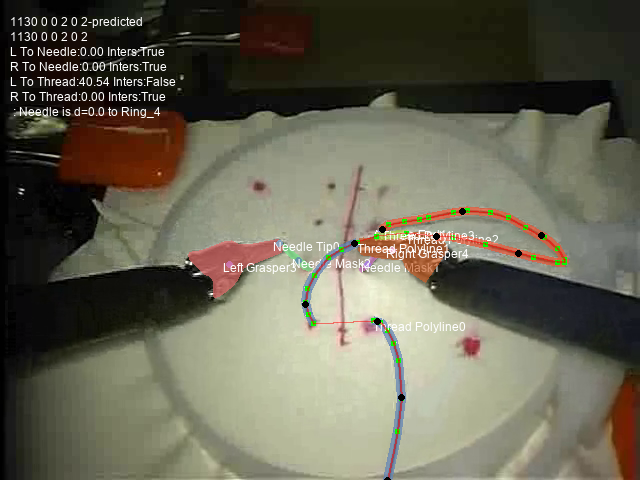 1130 0 0 2 0 2-predicted
1130 0 0 2 0 2
L To Needle:0.00 Inters:True
R To Needle:0.00 Inters:True
L To Thread:40.54 Inters:False
R To Thread:0.00 Inters:True
: Needle is d=0.0 to Ring_4
Thread Polyline3
Needle Tip0
Thread Polyline1
Right Grasper4
Left Grasper3
Needle Mask2
Needle Mask1
Thread Polyline0